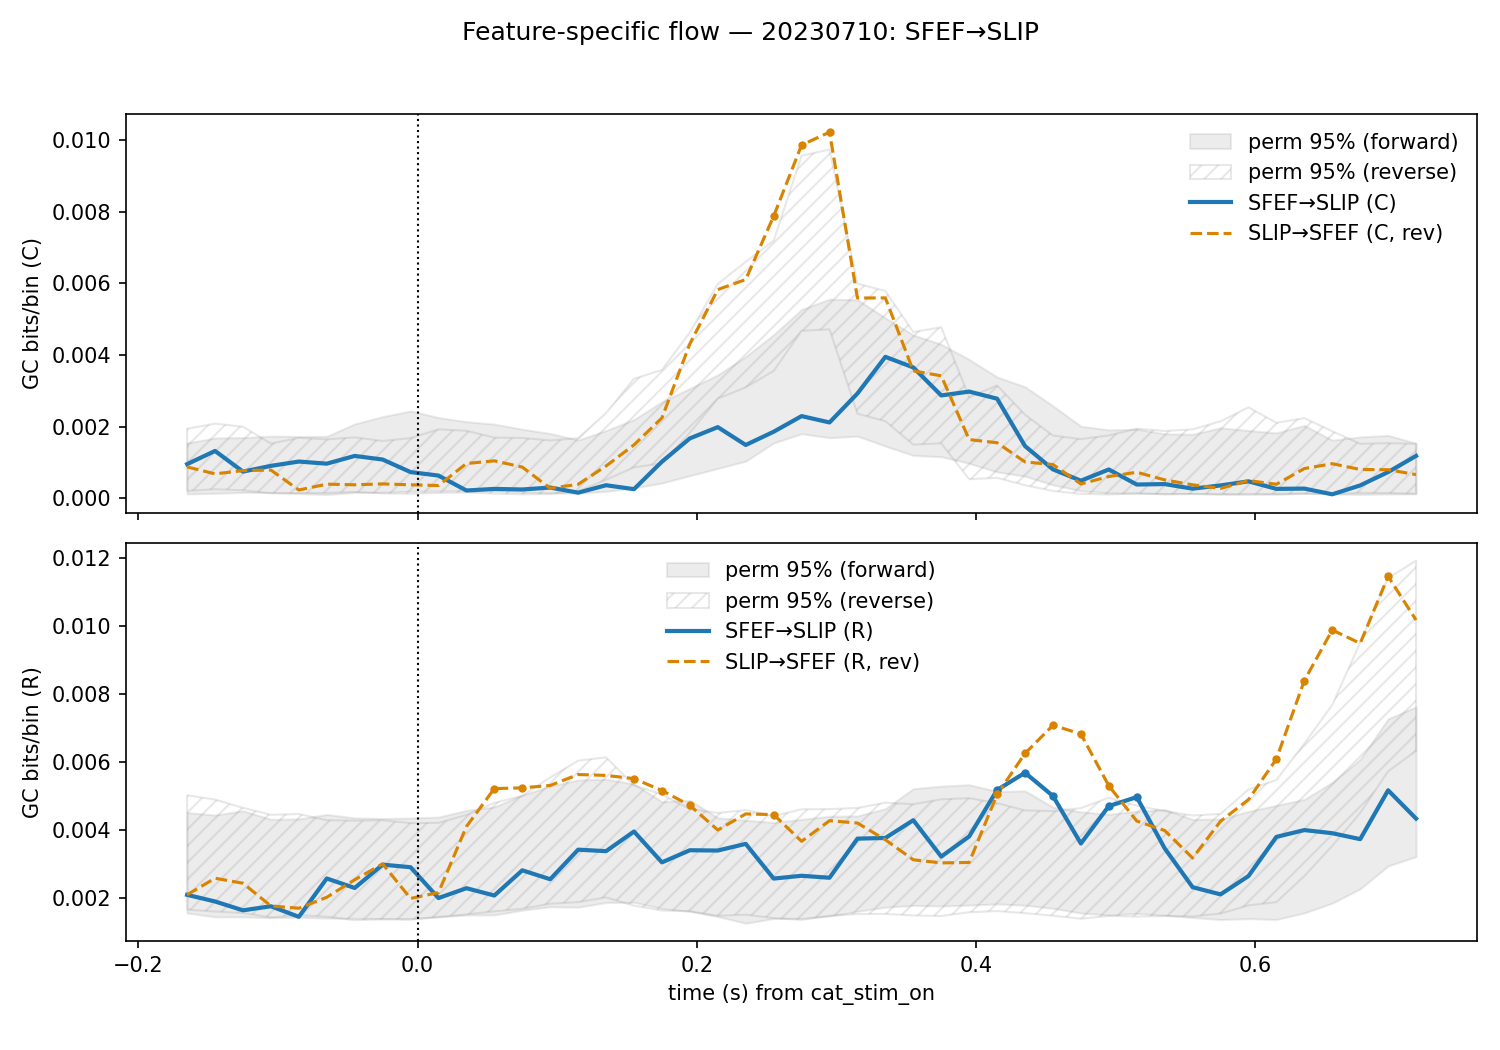 Feature-specific flow — 20230710: SFEF→SLIP
GC bits/bin (C)
0.010
0.008
0.006
0.004
0.002
0.000
perm 95% (forward)
perm 95% (reverse)
SFEF→SLIP (C)
SLIP→SFEF (C, rev)
GC bits/bin (R)
0.012
0.010
0.008
0.006
0.004
0.002
perm 95% (forward)
perm 95% (reverse)
SFEF→SLIP (R)
SLIP→SFEF (R, rev)
−0.2 0.0 0.2 0.4 0.6
time (s) from cat_stim_on